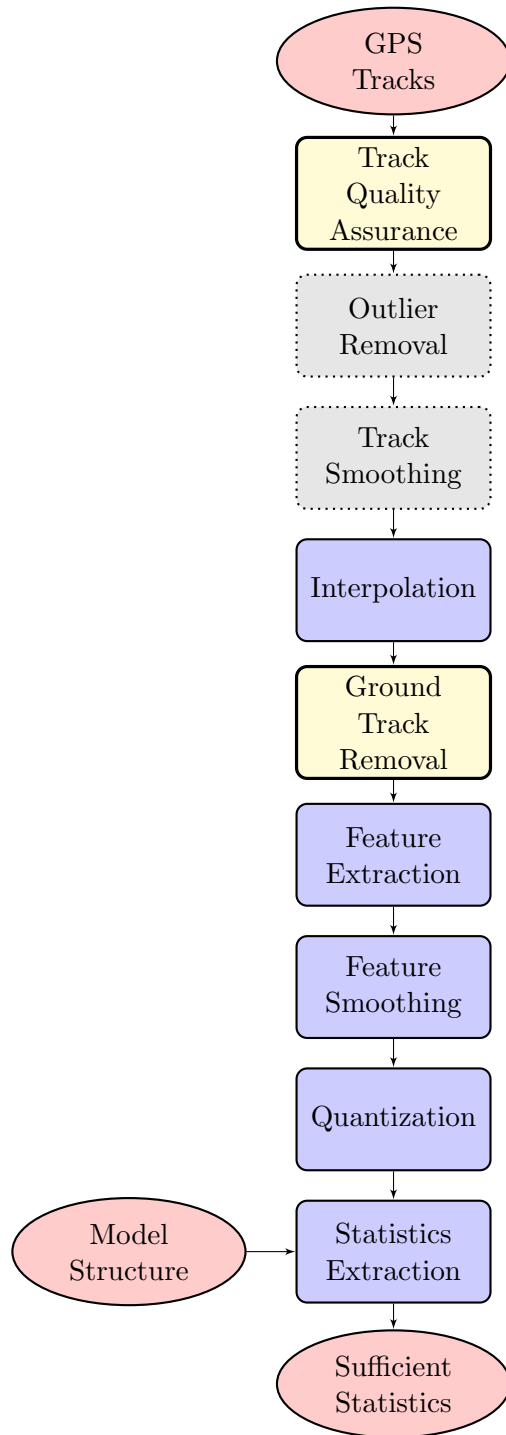 GPS
Tracks
Track
Quality
Assurance
Outlier
Removal
Track
Smoothing
Interpolation
Ground
Track
Removal
Feature
Extraction
Feature
Smoothing
Quantization
Model
Structure
Statistics
Extraction
Sufficient
Statistics